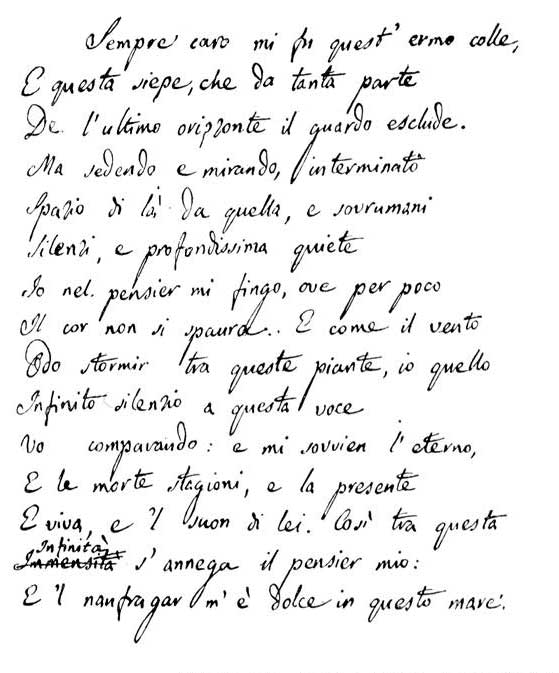 Sempre caro mi fu quest' ermo colle,
E questa siepe, che da tanta parte
De l'ultimo orizzonte il guardo esclude.
Ma sedendo e mirando, interminato
Spazio di là da quella, e sovrumani
Silenzi, e profondissima quiete
Io nel pensier mi fingo, ove per poco
Il cor non si spaura. E come il vento
Odo stormir tra queste piante, io quello
Infinito silenzio a questa voce
Vo comparando: e mi sovvien l'eterno,
E le morte stagioni, e la presente
E viva, e 'l suon di lei. Così tra questa
Infinità
Immensità s'annega il pensier mio:
E 'l naufragar m'è dolce in questo mare.